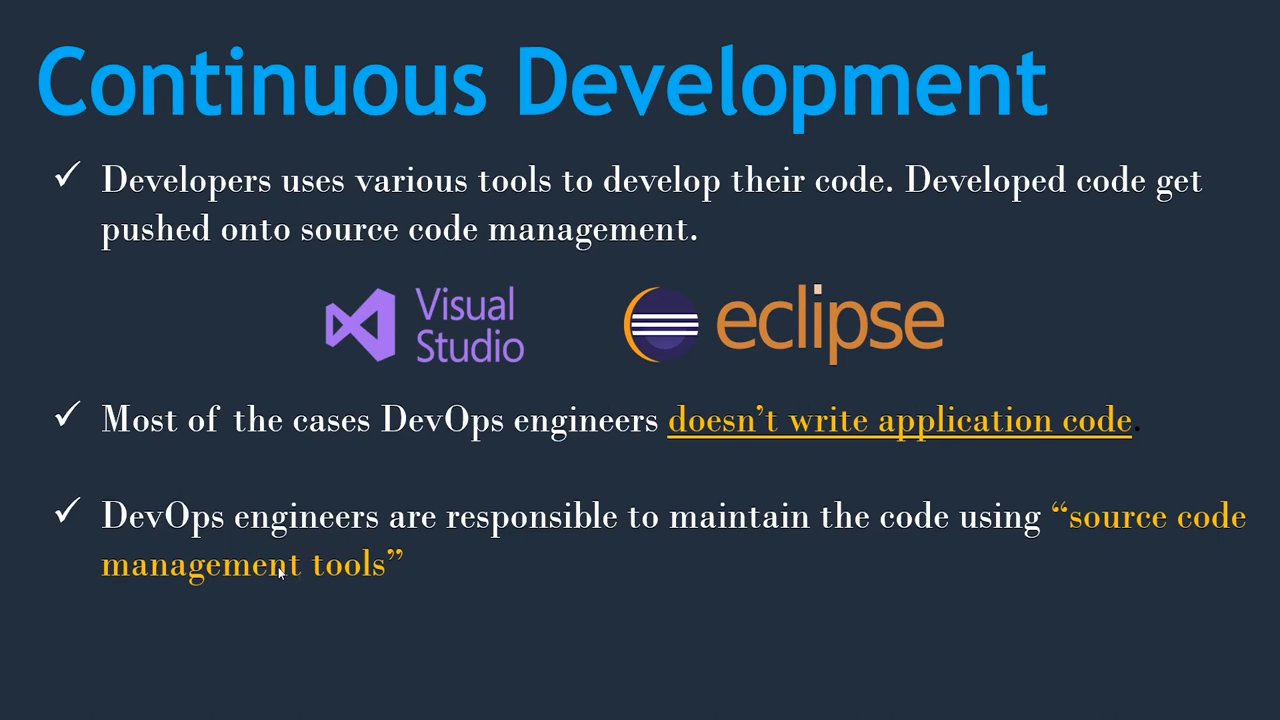 Continuous Development
✓ Developers uses various tools to develop their code. Developed code get
pushed onto source code management.
Visual
Studio
eclipse
✓ Most of the cases DevOps engineers doesn’t write application code.
✓ DevOps engineers are responsible to maintain the code using “source code
management tools”